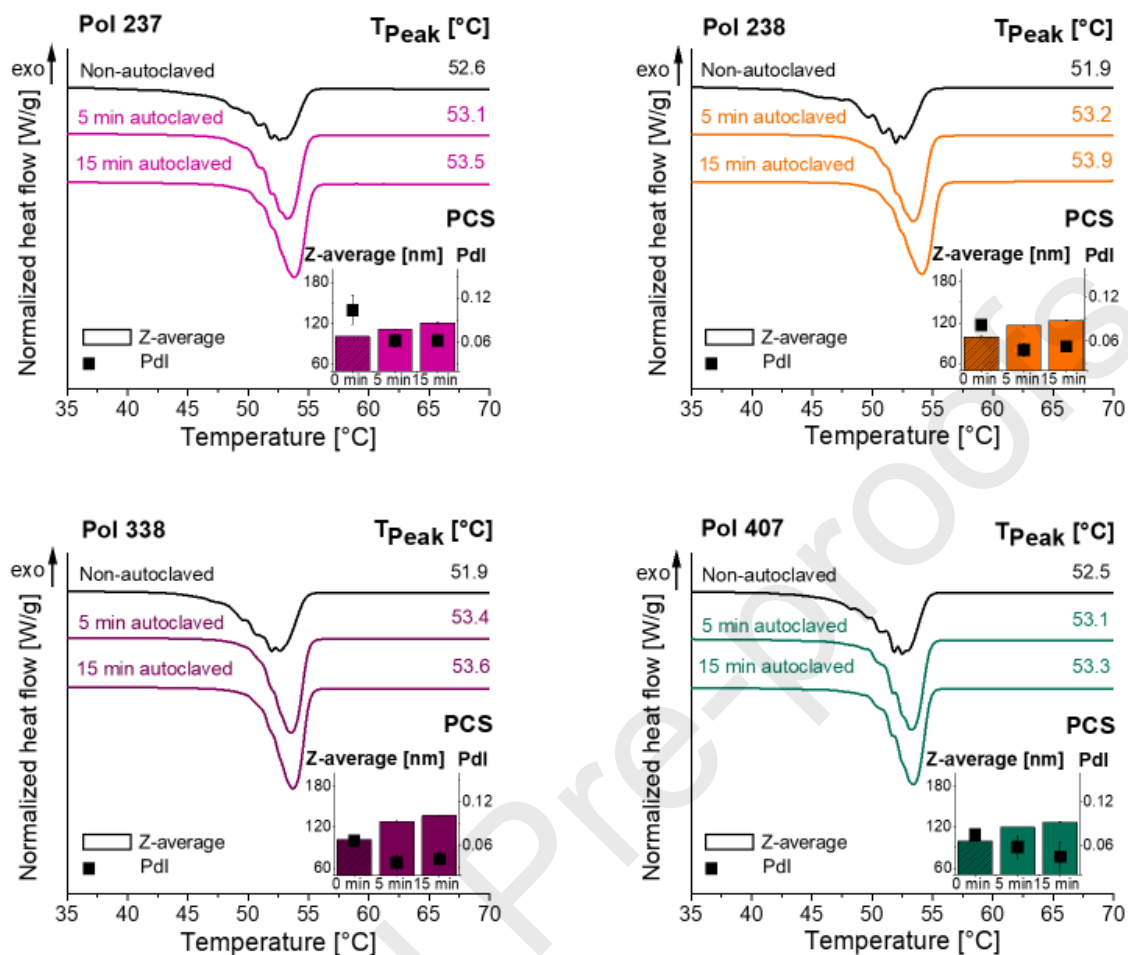 Pol 237
T Peak [°C]
exo
Non-autoclaved
52.6
5 min autoclaved
53.1
15 min autoclaved
53.5
PCS
Z-average [nm] PdI
180
120
60
0.12
0.06
0 min 5 min 15 min
Z-average
PdI
Normalized heat flow [W/g]
35 40 45 50 55 60 65 70
Temperature [°C]
Pol 238
T Peak [°C]
exo
Non-autoclaved
51.9
5 min autoclaved
53.2
15 min autoclaved
53.9
PCS
Z-average [nm] PdI
180
120
60
0.12
0.06
0 min 5 min 15 min
Z-average
PdI
Normalized heat flow [W/g]
35 40 45 50 55 60 65 70
Temperature [°C]
Pol 338
T Peak [°C]
exo
Non-autoclaved
51.9
5 min autoclaved
53.4
15 min autoclaved
53.6
PCS
Z-average [nm] PdI
180
120
60
0.12
0.06
0 min 5 min 15 min
Z-average
PdI
Normalized heat flow [W/g]
35 40 45 50 55 60 65 70
Temperature [°C]
Pol 407
T Peak [°C]
exo
Non-autoclaved
52.5
5 min autoclaved
53.1
15 min autoclaved
53.3
PCS
Z-average [nm] PdI
180
120
60
0.12
0.06
0 min 5 min 15 min
Z-average
PdI
Normalized heat flow [W/g]
35 40 45 50 55 60 65 70
Temperature [°C]
Pre-proofs